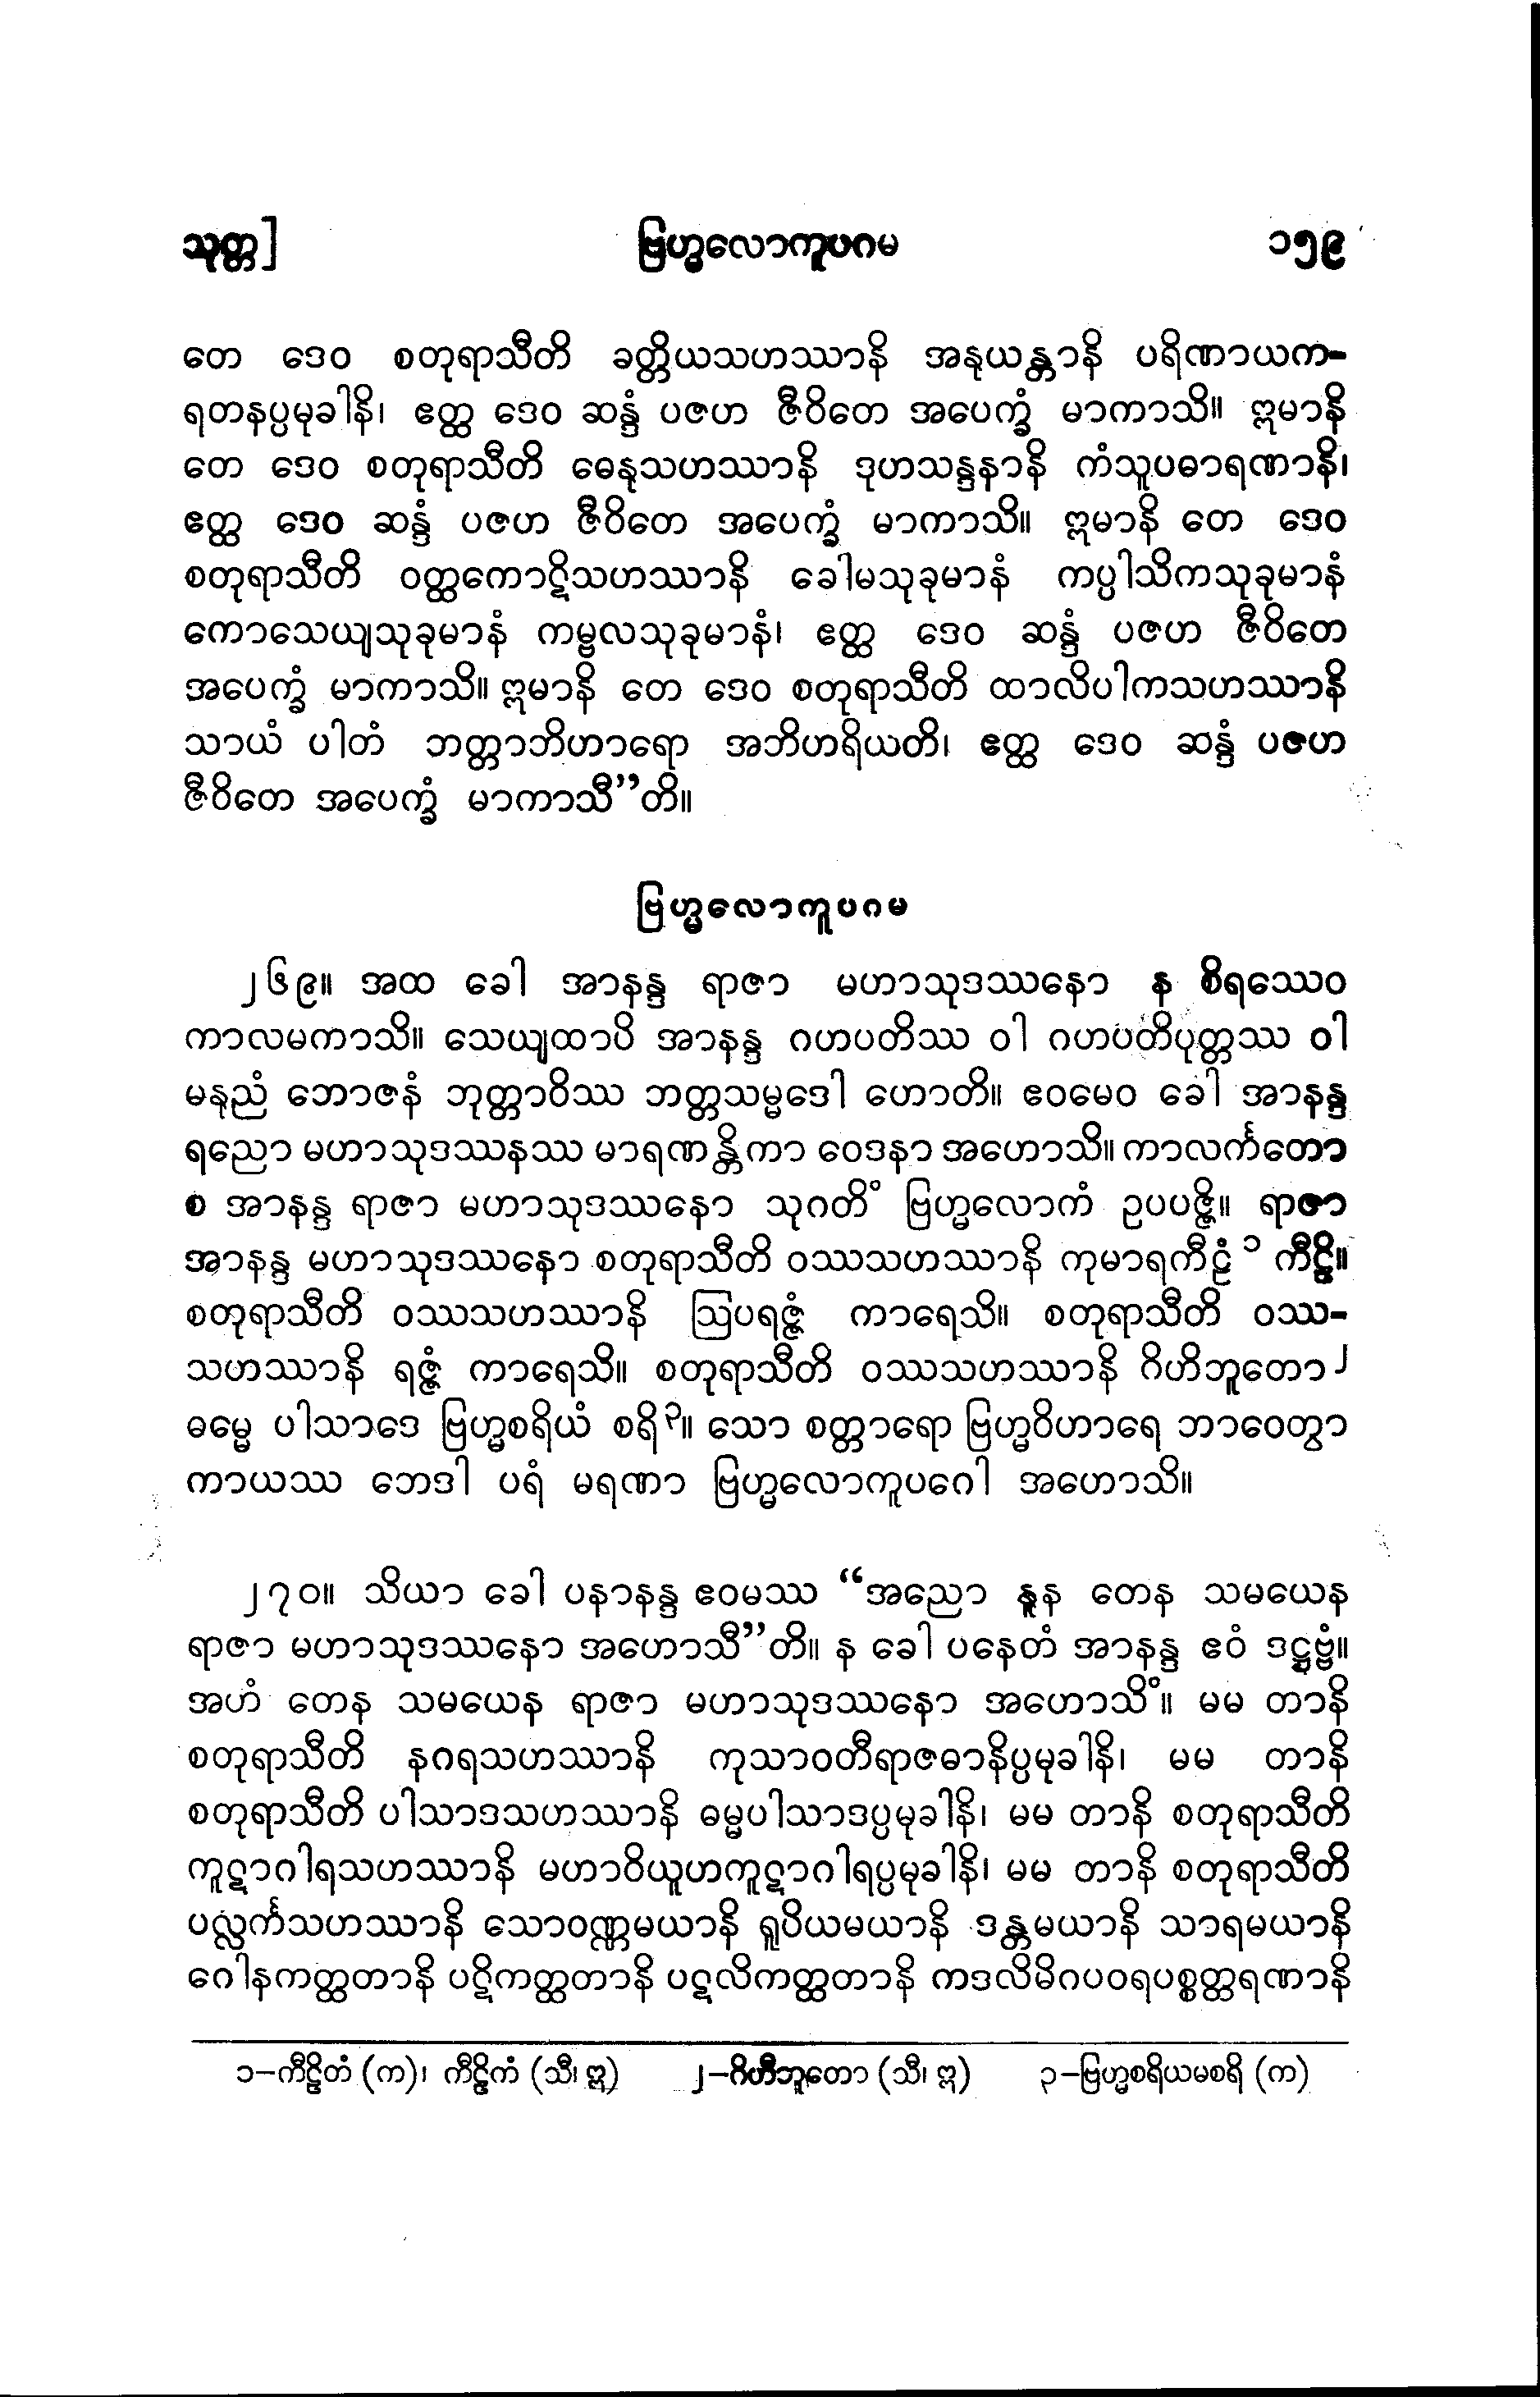 သုတ္တ] ဗြဟ္မလောကူပဂမ ၁၅၉
တေ ဒေဝ စတုရာသီတိ ခတ္တိယသဟဿာနိ အနုယန္တာနိ ပရိဏာယက-
ရတနပ္ပမုခါနိ၊ ဧတ္ထ ဒေဝ ဆန္ဒံ ပဇဟ ဇီဝိတေ အပေက္ခံ မာကာသိ။ ဣမာနိ
တေ ဒေဝ စတုရာသီတိ ဓေနုသဟဿာနိ ဒုဟသန္ဒနာနိ ကံသူပဓာရဏာနိ၊
ဧတ္ထ ဒေဝ ဆန္ဒံ ပဇဟ ဇီဝိတေ အပေက္ခံ မာကာသိ။ ဣမာနိ တေ ဒေဝ
စတုရာသီတိ ဝတ္ထကောဋိသဟဿာနိ ခေါမသုခုမာနံ ကပ္ပါသိကသုခုမာနံ
ကောသေယျသုခုမာနံ ကမ္ဗလသုခုမာနံ၊ ဧတ္ထ ဒေဝ ဆန္ဒံ ပဇဟ ဇီဝိတေ
အပေက္ခံ မာကာသိ။ ဣမာနိ တေ ဒေဝ စတုရာသီတိ ထာလိပါကသဟဿာနိ
သာယံ ပါတံ ဘတ္တာဘိဟာရော အဘိဟရိယတိ၊ ဧတ္ထ ဒေဝ ဆန္ဒံ ပဇဟ
ဇီဝိတေ အပေက္ခံ မာကာသီ”တိ။
ဗြဟ္မလောကူပဂမ
၂၆၉။ အထ ခေါ အာနန္ဒ ရာဇာ မဟာသုဒဿနော န စိရဿေဝ
ကာလမကာသိ။ သေယျထာပိ အာနန္ဒ ဂဟပတိဿ ဝါ ဂဟပတိပုတ္တဿ ဝါ
မနုညံ ဘောဇနံ ဘုတ္တာဝိဿ ဘတ္တသမ္မဒေါ ဟောတိ။ ဧဝမေဝ ခေါ အာနန္ဒ
ရညော မဟာသုဒဿနဿ မာရဏန္တိကာ ဝေဒနာ အဟောသိ။ ကာလင်္ကတော
စ အာနန္ဒ ရာဇာ မဟာသုဒဿနော သုဂတိံ ဗြဟ္မလောကံ ဥပပဇ္ဇိ။ ရာဇာ
အာနန္ဒ မဟာသုဒဿနော စတုရာသီတိ ဝဿသဟဿာနိ ကုမာရကီဠံ ၁ ကီဠိ။
စတုရာသီတိ ဝဿသဟဿာနိ ဩပရဇ္ဇံ ကာရေသိ။ စတုရာသီတိ ဝဿ-
သဟဿာနိ ရဇ္ဇံ ကာရေသိ။ စတုရာသီတိ ဝဿသဟဿာနိ ဂိဟိဘူတော၂
ဓမ္မေ ပါသာဒေ ဗြဟ္မစရိယံ စရိ၃။ သော စတ္တာရော ဗြဟ္မဝိဟာရေ ဘာဝေတွာ
ကာယဿ ဘေဒါ ပရံ မရဏာ ဗြဟ္မလောကူပဂေါ အဟောသိ။
၂၇၀။ သိယာ ခေါ ပနာနန္ဒ ဧဝမဿ “အညော နူန တေန သမယေန
ရာဇာ မဟာသုဒဿနော အဟောသီ”တိ။ န ခေါ ပနေတံ အာနန္ဒ ဧဝံ ဒဋ္ဌဗ္ဗံ။
အဟံ တေန သမယေန ရာဇာ မဟာသုဒဿနော အဟောသိံ။ မမ တာနိ
စတုရာသီတိ နဂရသဟဿာနိ ကုသာဝတီရာဇဓာနိပ္ပမုခါနိ၊ မမ တာနိ
စတုရာသီတိ ပါသာဒသဟဿာနိ ဓမ္မပါသာဒပ္ပမုခါနိ၊ မမ တာနိ စတုရာသီတိ
ကူဋာဂါရသဟဿာနိ မဟာဝိယူဟကူဋာဂါရပ္ပမုခါနိ၊ မမ တာနိ စတုရာသီတိ
ပလ္လင်္ကသဟဿာနိ သောဝဏ္ဏမယာနိ ရူပိယမယာနိ ဒန္တမယာနိ သာရမယာနိ
ဂေါနကတ္ထတာနိ ပဋိကတ္ထတာနိ ပဋလိကတ္ထတာနိ ကဒလိမိဂပဝရပစ္စတ္ထရဏာနိ
၁-ကီဠိတံ (က)၊ ကီဠိကံ (သီ၊ ဣ) ၂-ဂိဟီဘူတော (သီ၊ ဣ) ၃-ဗြဟ္မစရိယမစရိ (က)